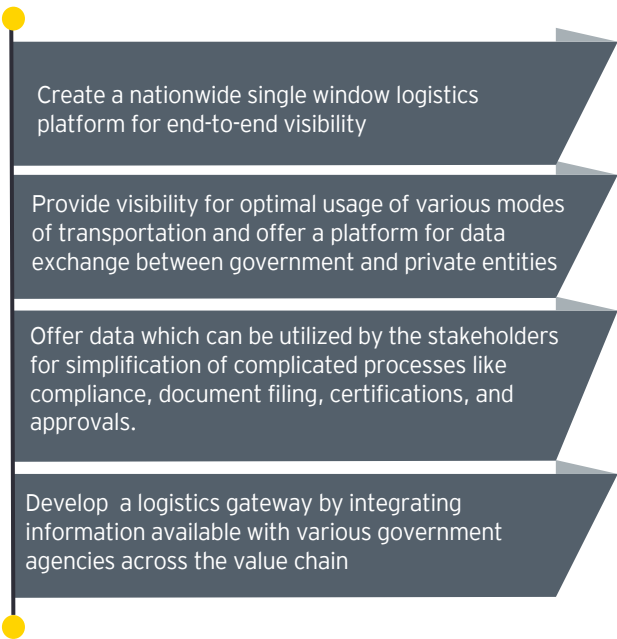 Create a nationwide single window logistics
platform for end-to-end visibility
Provide visibility for optimal usage of various modes
of transportation and offer a platform for data
exchange between government and private entities
Offer data which can be utilized by the stakeholders
for simplification of complicated processes like
compliance, document filing, certifications, and
approvals.
Develop  a logistics gateway by integrating
information available with various government
agencies across the value chain